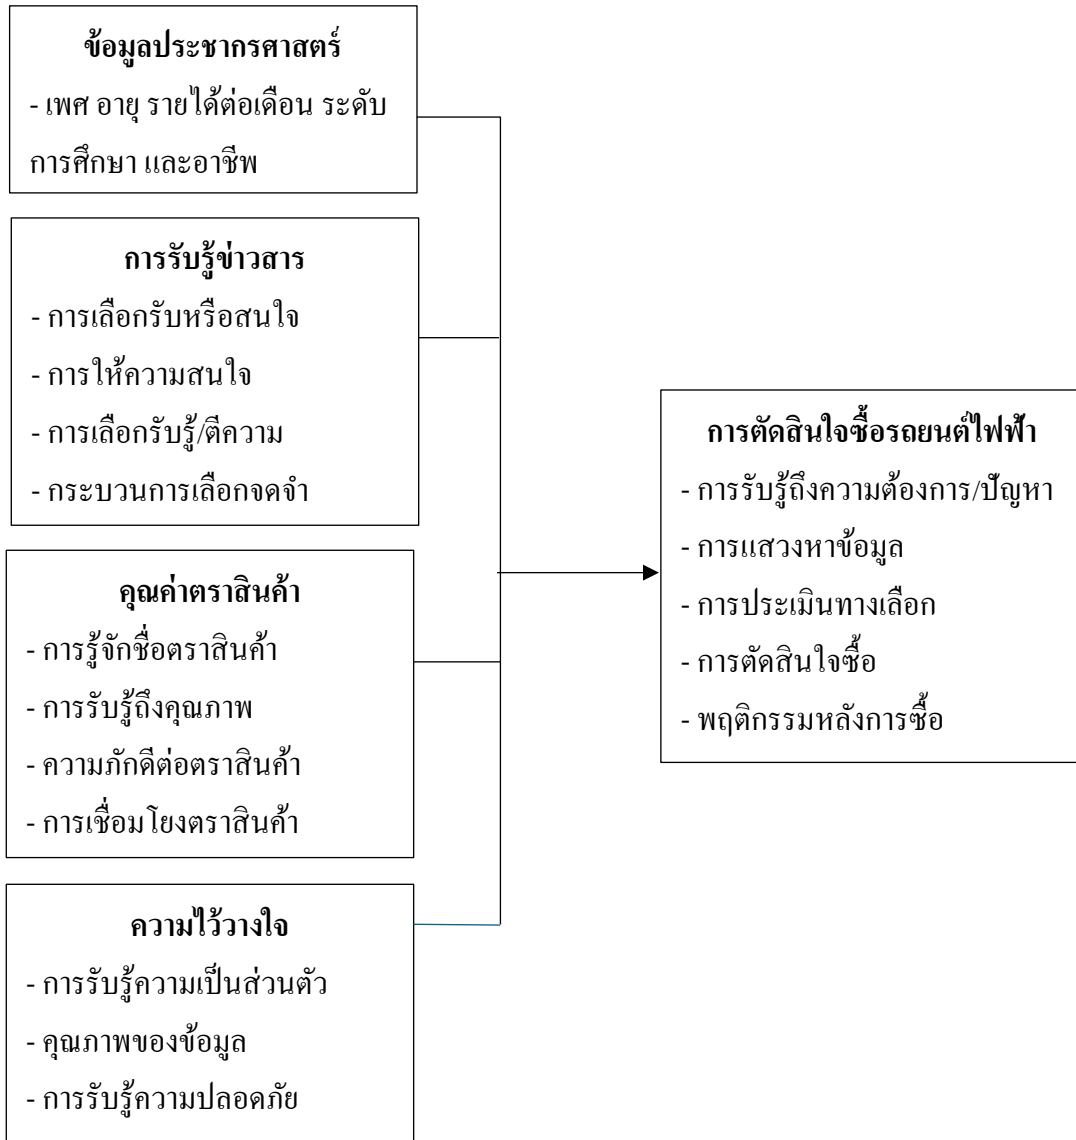 ข้อมูลประชากรศาสตร์
- เพศ อายุ รายได้ต่อเดือน ระดับ
การศึกษา และอาชีพ
การรับรู้ข่าวสาร
- การเลือกรับหรือสนใจ
- การให้ความสนใจ
- การเลือกรับรู้/ตีความ
- กระบวนการเลือกจดจำ
คุณค่าตราสินค้า
- การรู้จักชื่อตราสินค้า
- การรับรู้ถึงคุณภาพ
- ความภักดีต่อตราสินค้า
- การเชื่อมโยงตราสินค้า
ความไว้วางใจ
- การรับรู้ความเป็นส่วนตัว
- คุณภาพของข้อมูล
- การรับรู้ความปลอดภัย
การตัดสินใจซื้อรถยนต์ไฟฟ้า
- การรับรู้ถึงความต้องการ/ปัญหา
- การแสวงหาข้อมูล
- การประเมินทางเลือก
- การตัดสินใจซื้อ
- พฤติกรรมหลังการซื้อ